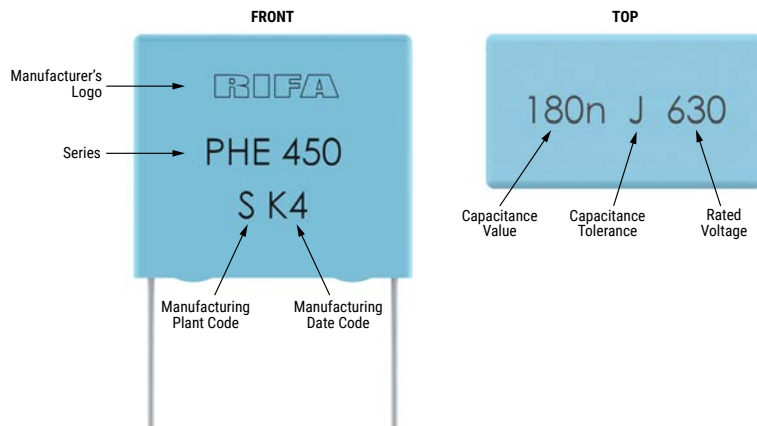 FRONT
Manufacturer's
Logo
RIFA
Series
PHE 450
S K4
Manufacturing
Plant Code
Manufacturing
Date Code
TOP
180n J 630
Capacitance
Value
Capacitance
Tolerance
Rated
Voltage